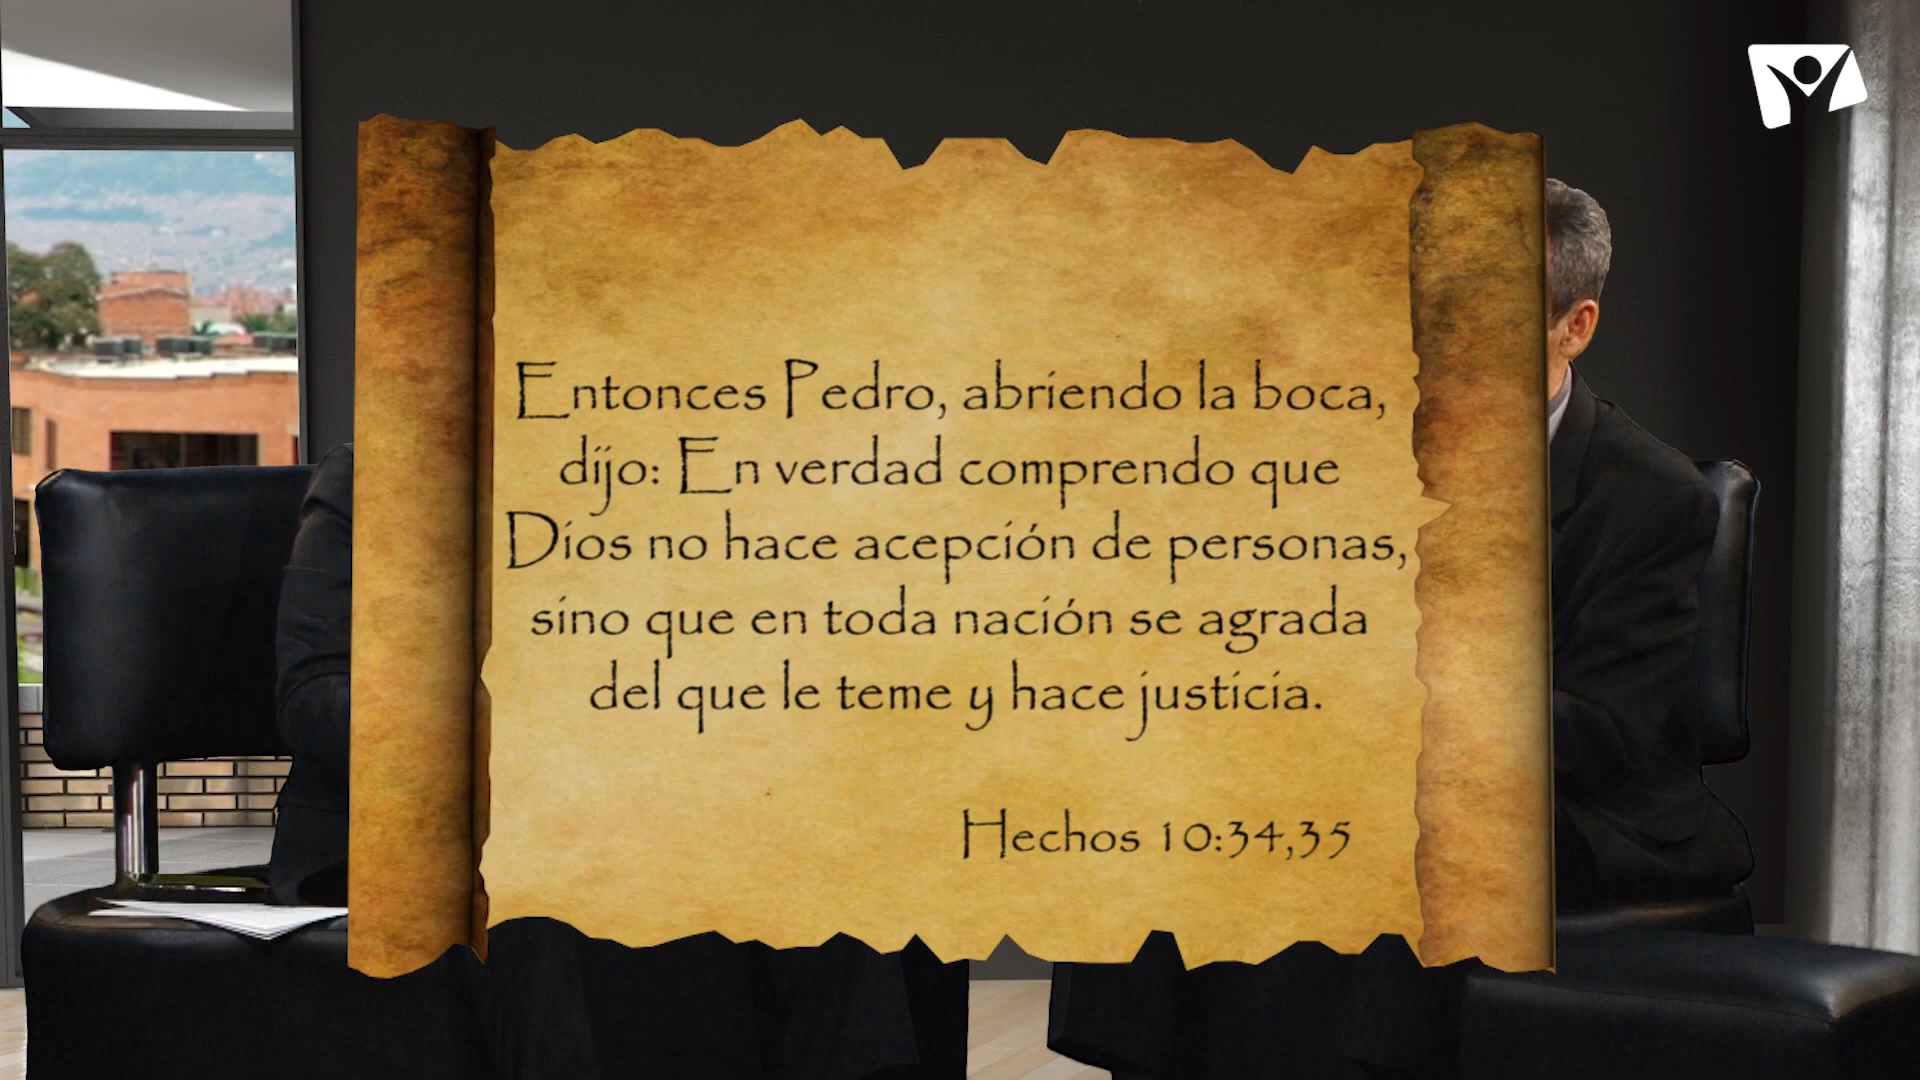 Entonces Pedro, abriendo la boca,
dijo: En verdad comprendo que
Dios no hace acepción de personas,
sino que en toda nación se agrada
del que le teme y hace justicia.
Hechos 10:34,35